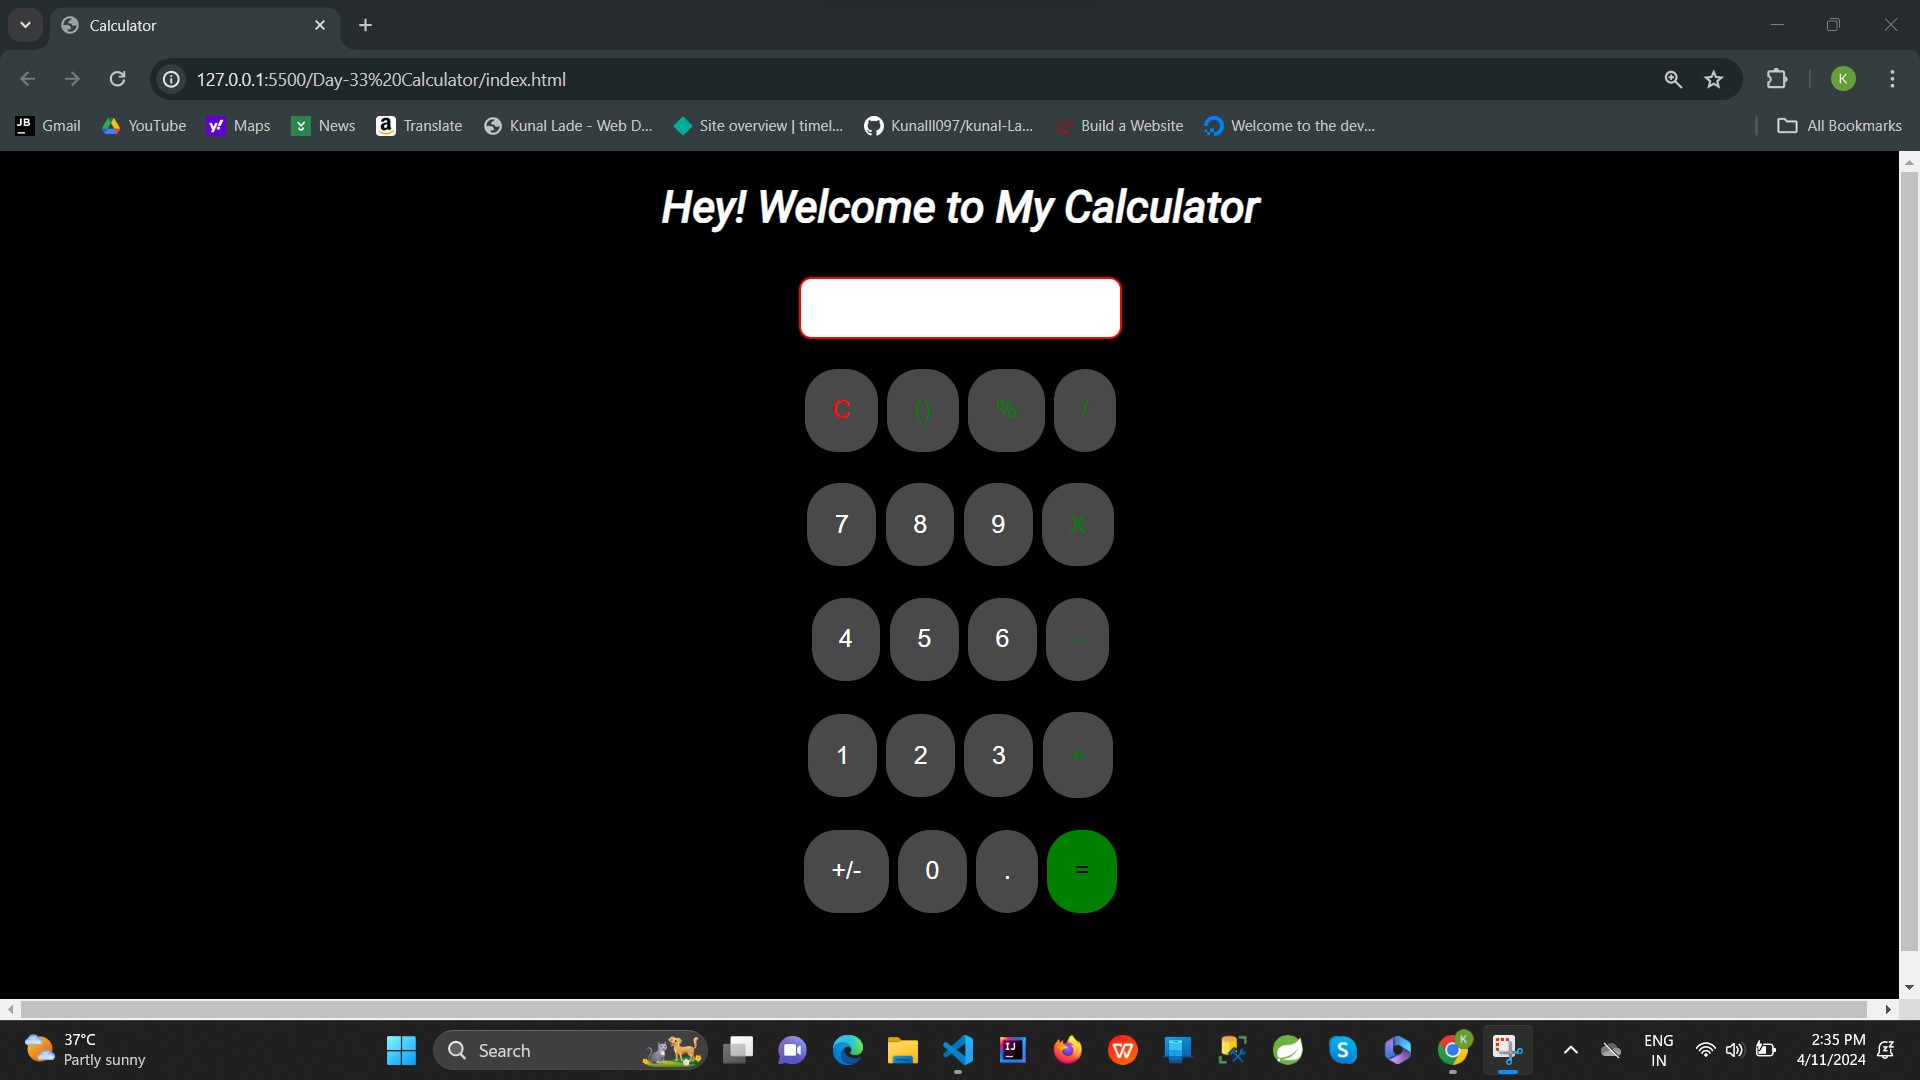 Calculator
127.0.0.1:5500/Day-33%20Calculator/index.html
K
JB Gmail YouTube y! Maps News a Translate Kunal Lade - Web D... Site overview | timel... Kunalll097/kunal-La... Build a Website Welcome to the dev... All Bookmarks
Hey! Welcome to My Calculator
C () % /
7 8 9 X
4 5 6 -
1 2 3 +
+/- 0 . =
37°C
Partly sunny
Search
IJ
W
S
K
ENG
IN
2:35 PM
4/11/2024